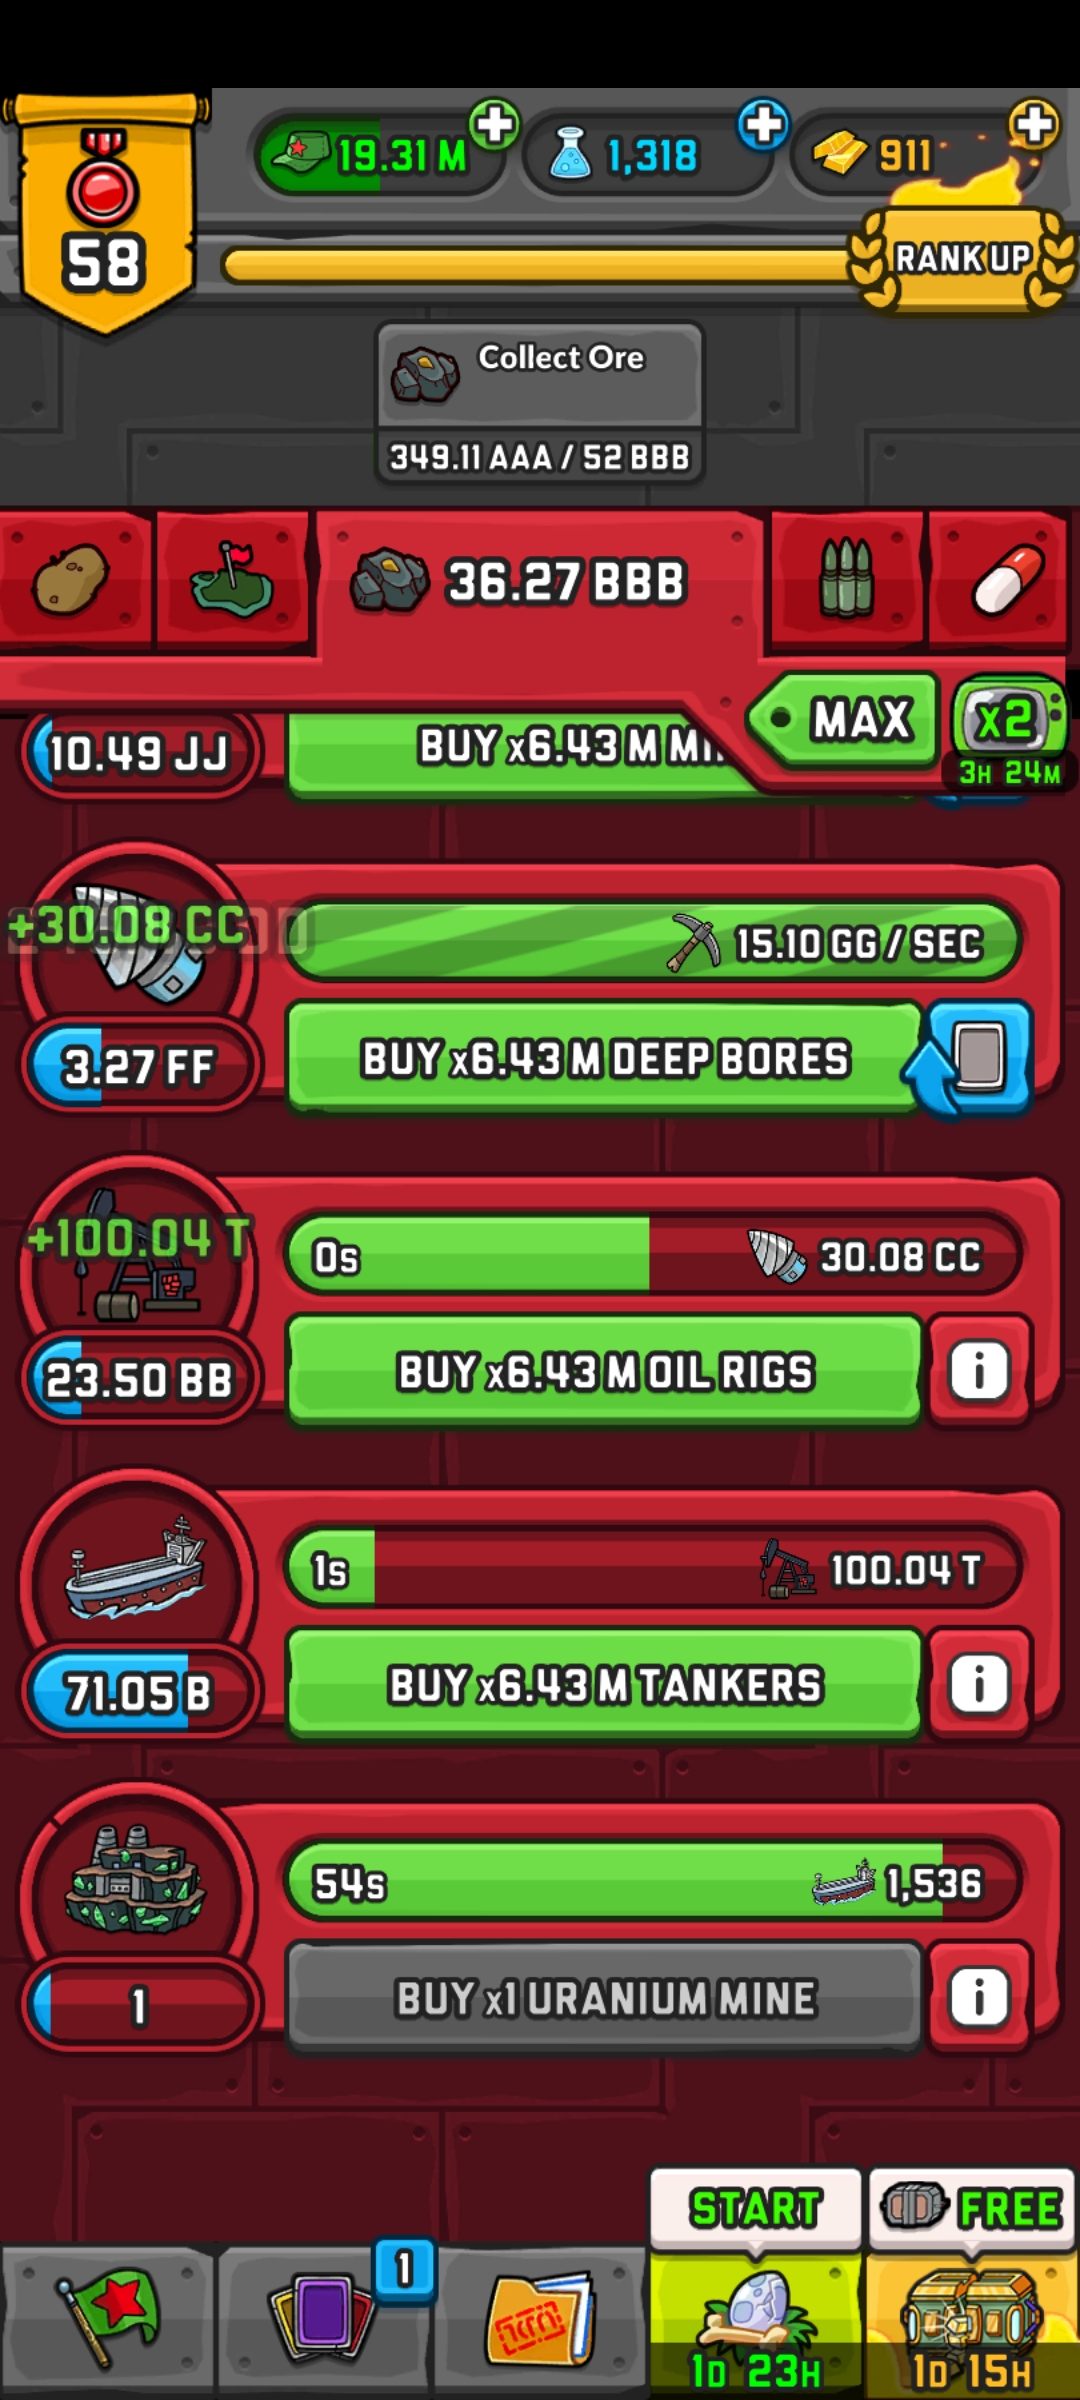 19.31 M
1,318
911
58
RANK UP
Collect Ore
349.11 AAA / 52 BBB
36.27 BBB
MAX
x2
3H 24M
10.49 JJ
BUY x6.43 M
+30.08 CC
15.10 GG / SEC
3.27 FF
BUY x6.43 M DEEP BORES
+100.04 T
0s
30.08 CC
23.50 BB
BUY x6.43 M OIL RIGS
i
1s
100.04 T
71.05 B
BUY x6.43 M TANKERS
i
54s
1,536
1
BUY x1 URANIUM MINE
i
START
FREE
1
1D 23H
1D 15H